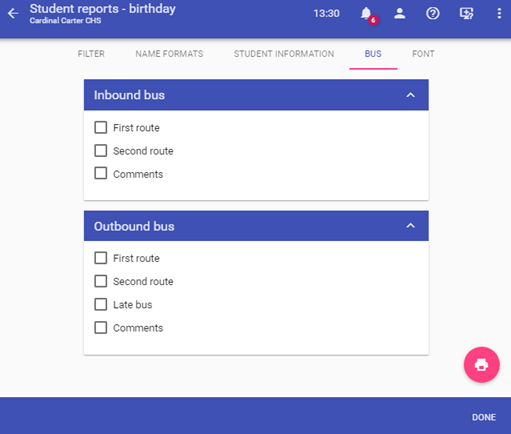 Student reports - birthday
Cardinal Carter CHS
13:30
6
FILTER
NAME FORMATS
STUDENT INFORMATION
BUS
FONT
Inbound bus
First route
Second route
Comments
Outbound bus
First route
Second route
Late bus
Comments
DONE